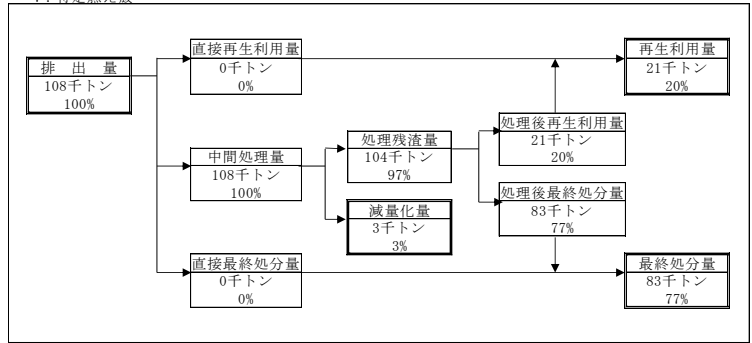 排 出 量
108千トン
100%
直接再生利用量
0千トン
0%
再生利用量
21千トン
20%
中間処理量
108千トン
100%
処理残渣量
104千トン
97%
処理後再生利用量
21千トン
20%
減量化量
3千トン
3%
処理後最終処分量
83千トン
77%
直接最終処分量
0千トン
0%
最終処分量
83千トン
77%